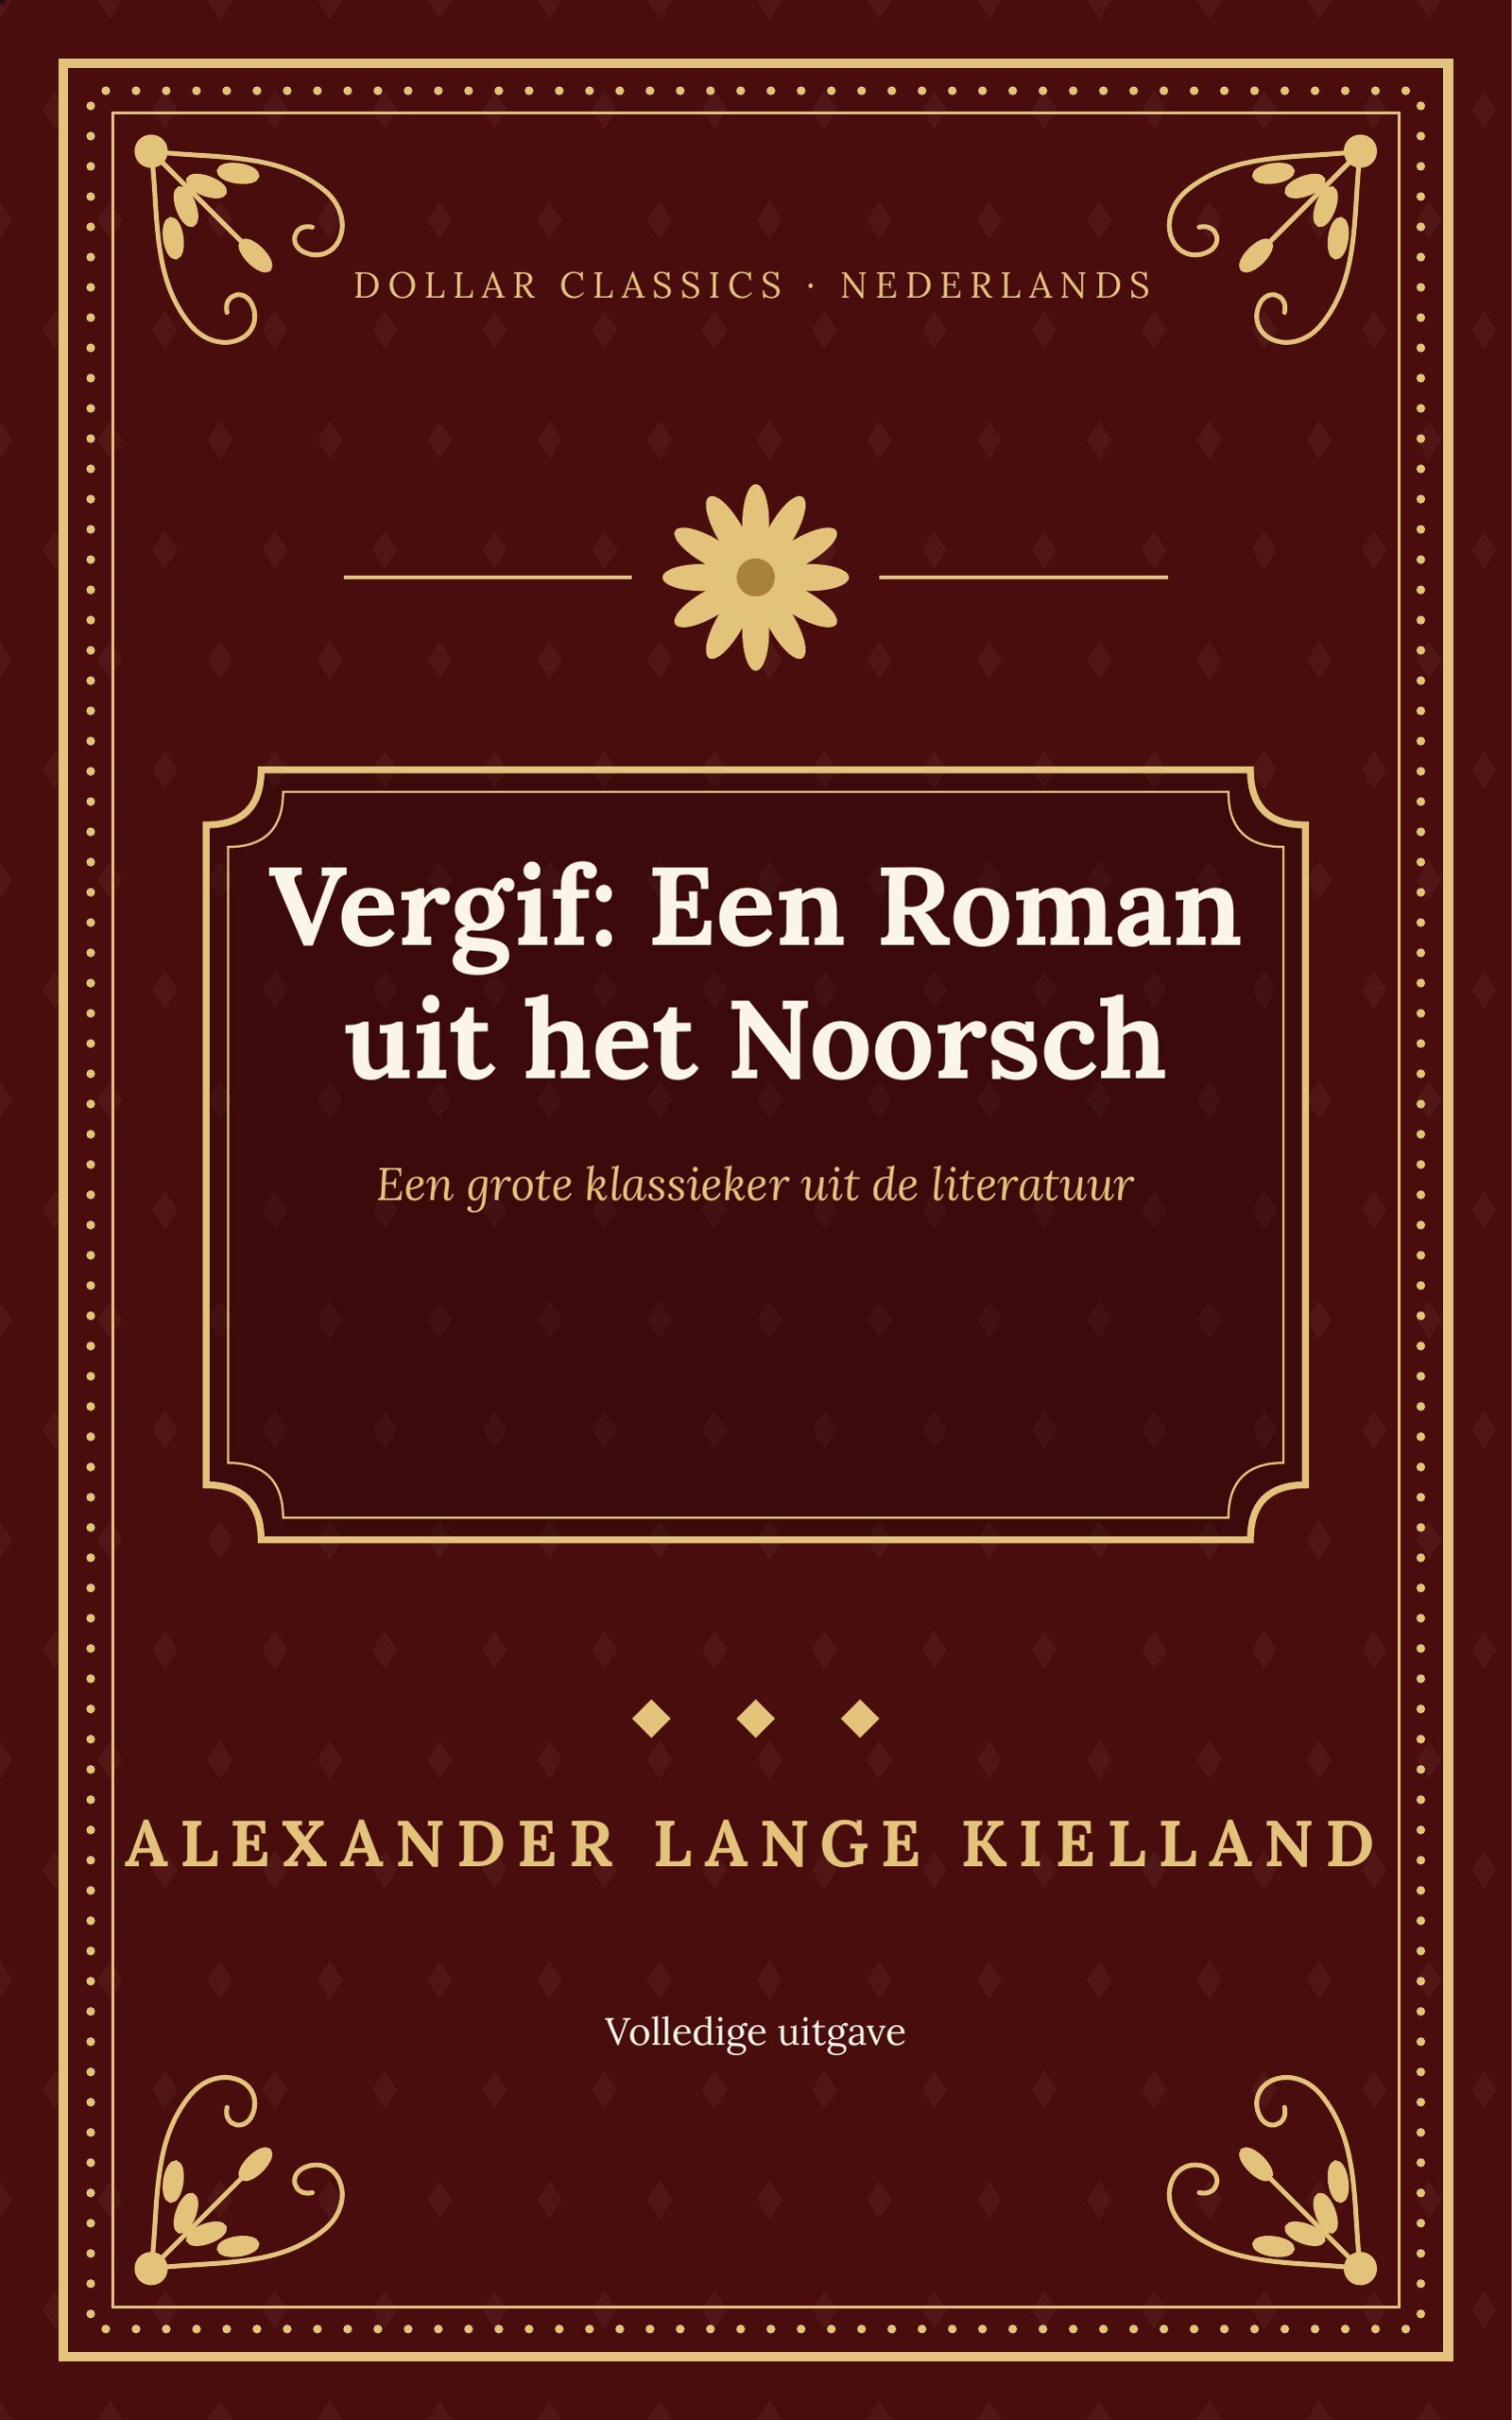 DOLLAR CLASSICS · NEDERLANDS
Vergif: Een Roman
uit het Noorsch
Een grote klassieker uit de literatuur
ALEXANDER LANGE KIELLAND
Volledige uitgave